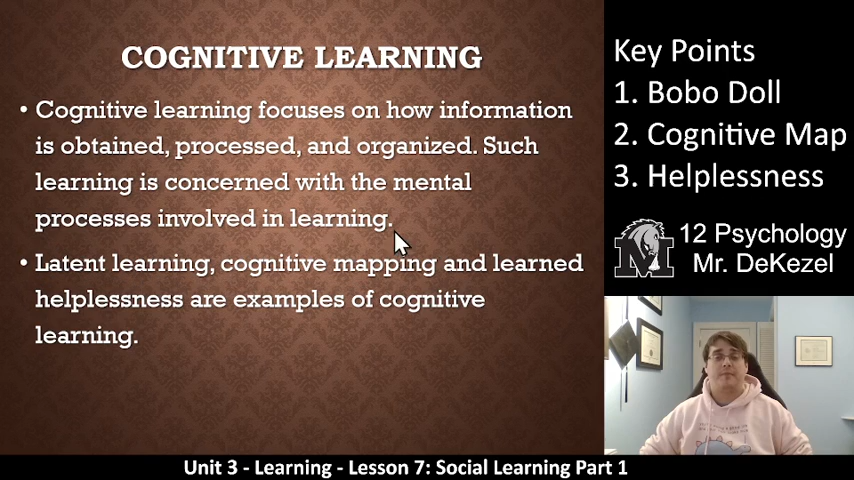 COGNITIVE LEARNING
• Cognitive learning focuses on how information
is obtained, processed, and organized. Such
learning is concerned with the mental
processes involved in learning.
• Latent learning, cognitive mapping and learned
helplessness are examples of cognitive
learning.
Key Points
1. Bobo Doll
2. Cognitive Map
3. Helplessness
M
12 Psychology
Mr. DeKezel
Unit 3 - Learning - Lesson 7: Social Learning Part 1